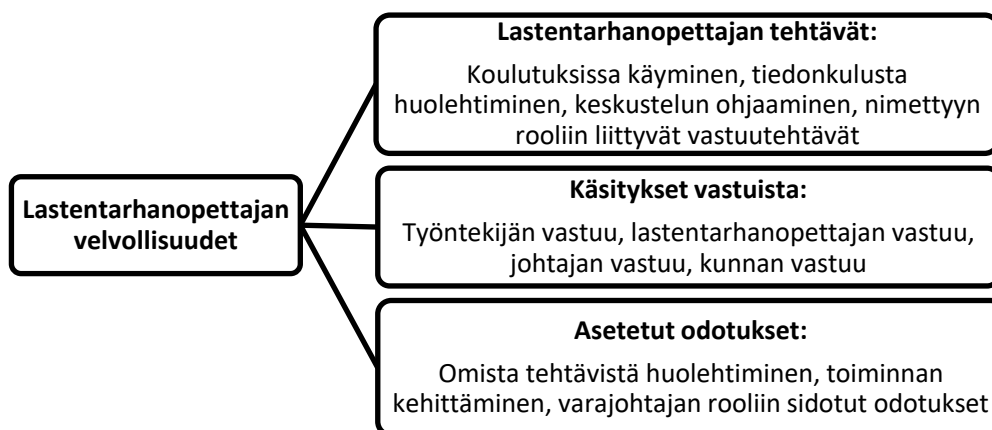 Lastentarhanopettajan tehtävät:
Koulutuksissa käyminen, tiedonkulusta
huolehtiminen, keskustelun ohjaaminen, nimettyyn
rooliin liittyvät vastuutehtävät
Lastentarhanopettajan
velvollisuudet
Käsitykset vastuista:
Työntekijän vastuu, lastentarhanopettajan vastuu,
johtajan vastuu, kunnan vastuu
Asetetut odotukset:
Omista tehtävistä huolehtiminen, toiminnan
kehittäminen, varajohtajan rooliin sidotut odotukset